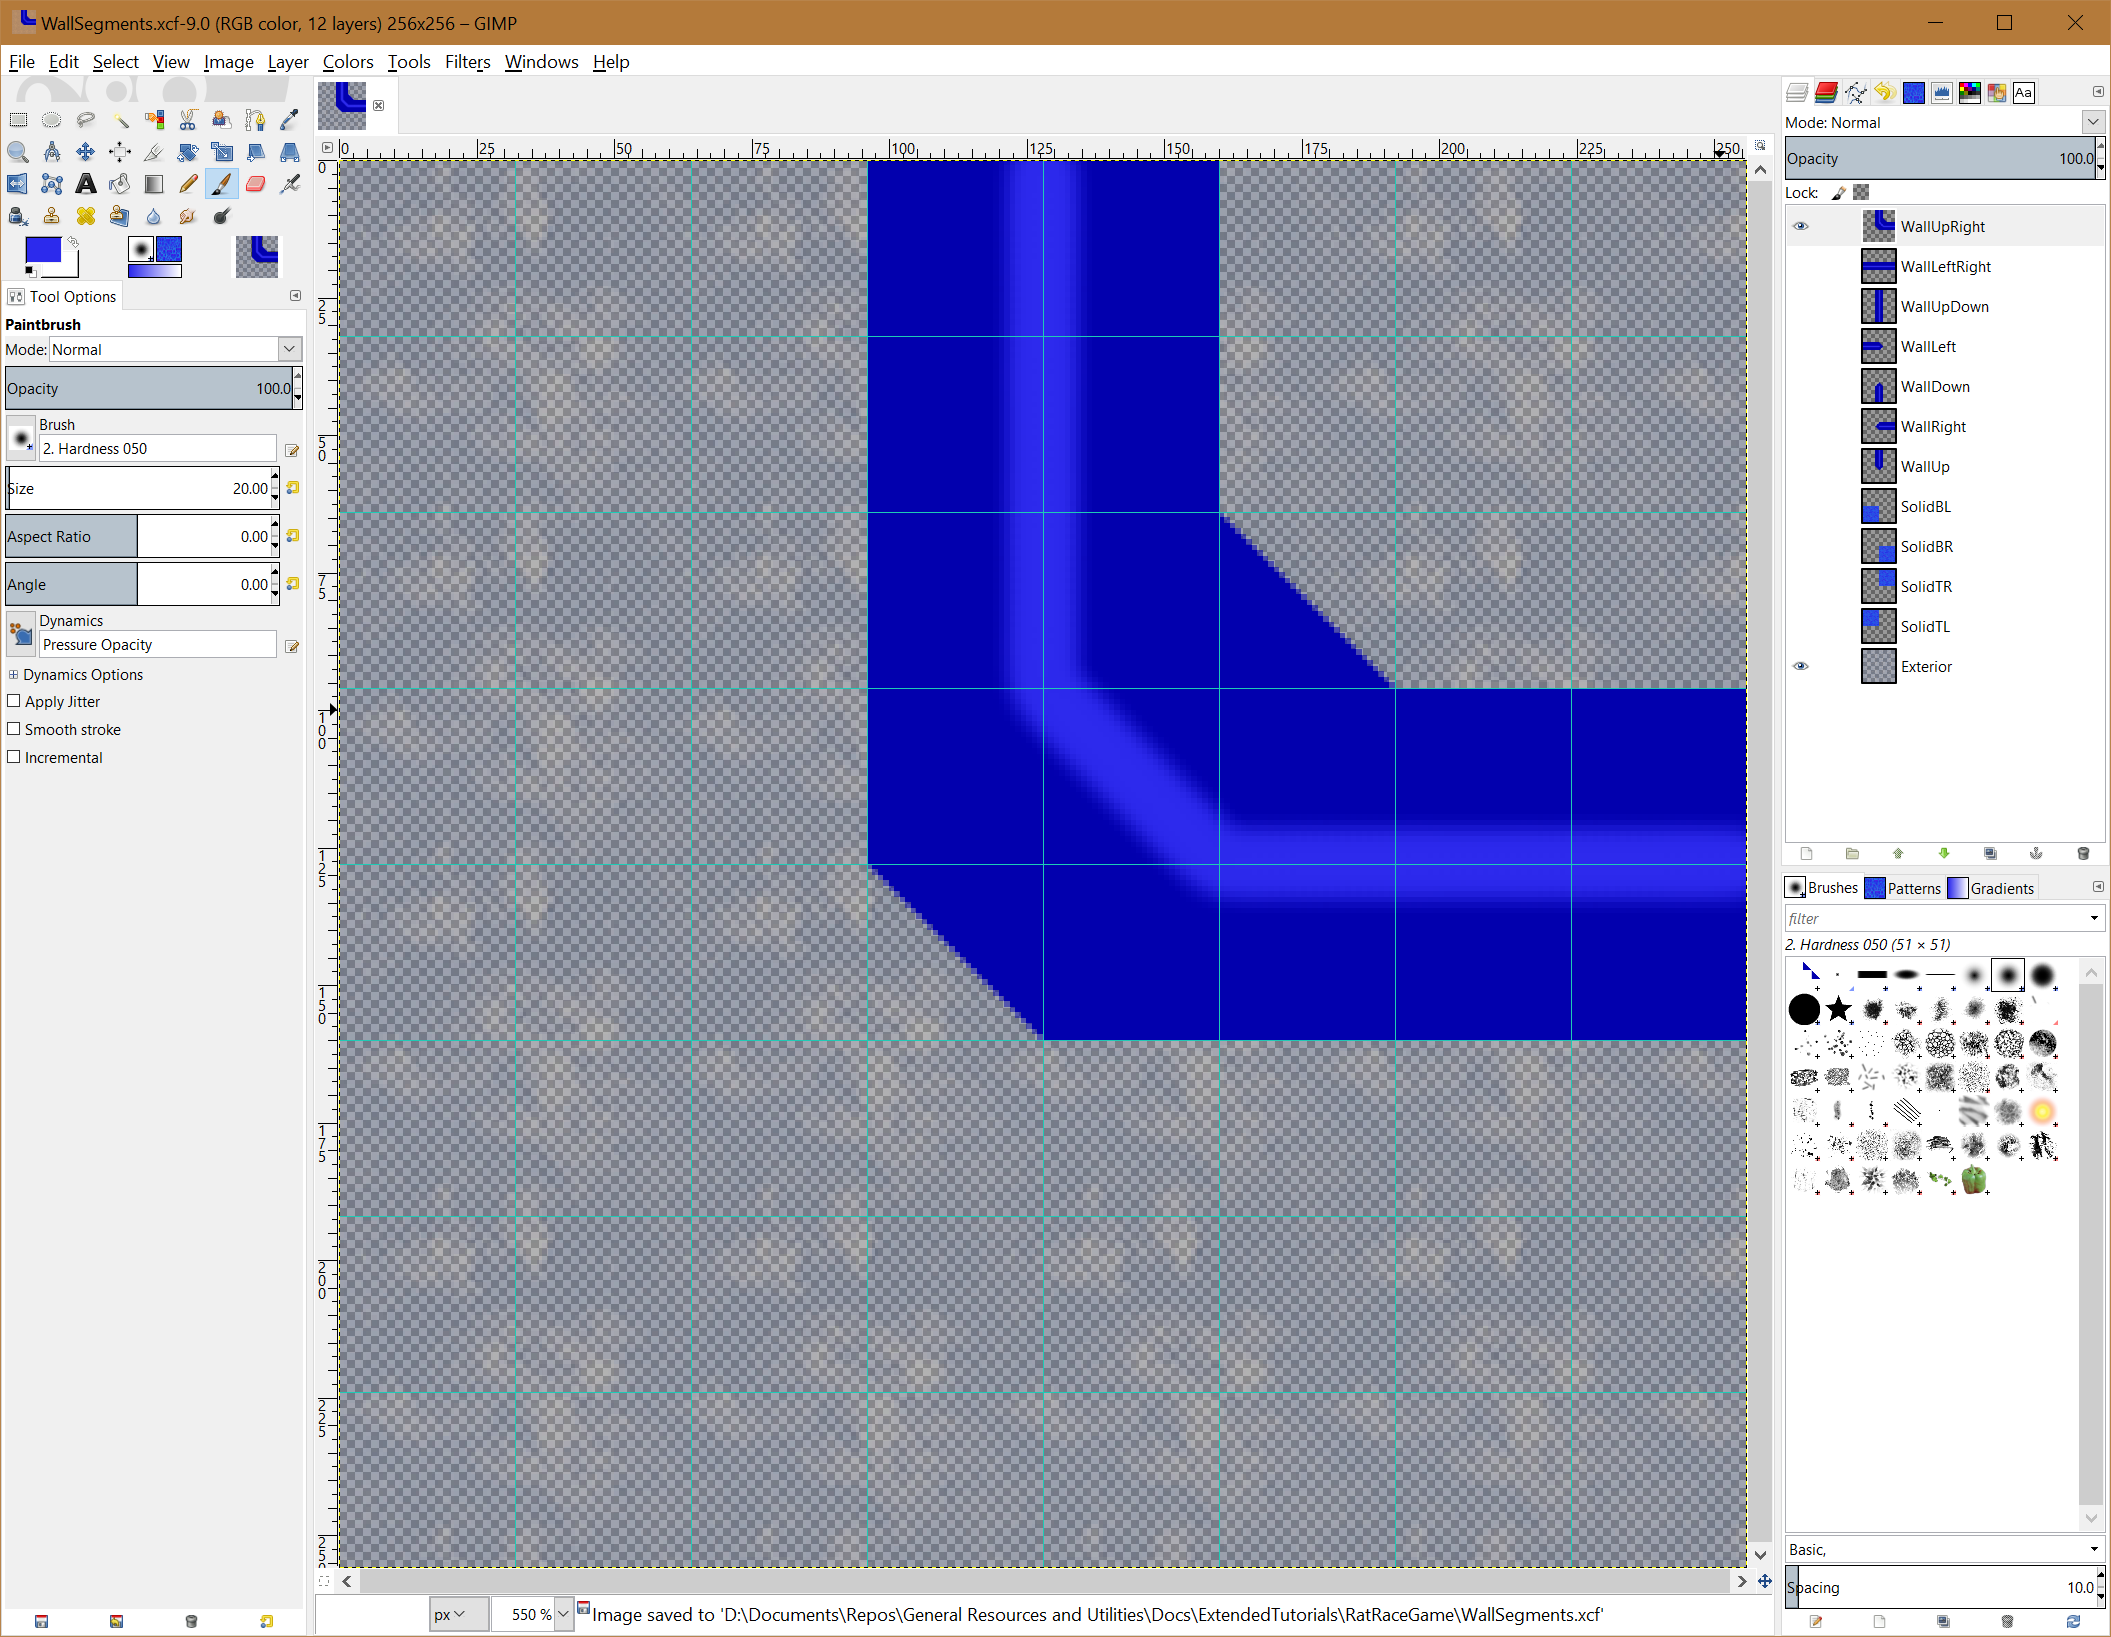 WallSegments.xcf-9.0 (RGB color, 12 layers) 256x256 – GIMP
File Edit Select View Image Layer Colors Tools Filters Windows Help
Tool Options
Paintbrush
Mode: Normal
Opacity 100.0
Brush
2. Hardness 050
Size 20.00
Aspect Ratio 0.00
Angle 0.00
Dynamics
Pressure Opacity
Dynamics Options
Apply Jitter
Smooth stroke
Incremental
0 25 50 75 100 125 150 175 200 225 250
0
25
50
75
100
125
150
175
200
225
250
px 550 % Image saved to 'D:\Documents\Repos\General Resources and Utilities\Docs\ExtendedTutorials\RatRaceGame\WallSegments.xcf'
Aa
Mode: Normal
Opacity 100.0
Lock:
WallUpRight
WallLeftRight
WallUpDown
WallLeft
WallDown
WallRight
WallUp
SolidBL
SolidBR
SolidTR
SolidTL
Exterior
Brushes Patterns Gradients
filter
2. Hardness 050 (51 × 51)
Basic,
Spacing 10.0